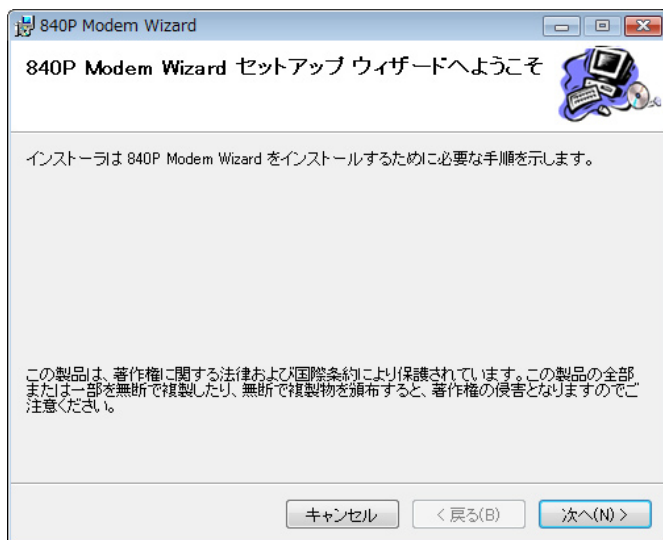 840P Modem Wizard
840P Modem Wizard セットアップ ウィザードへようこそ
インストーラは 840P Modem Wizard をインストールするために必要な手順を示します。
この製品は、著作権に関する法律および国際条約により保護されています。この製品の全部
または一部を無断で複製したり、無断で複製物を頒布すると、著作権の侵害となりますのでご
注意ください。
キャンセル
< 戻る(B)
次へ(N) >